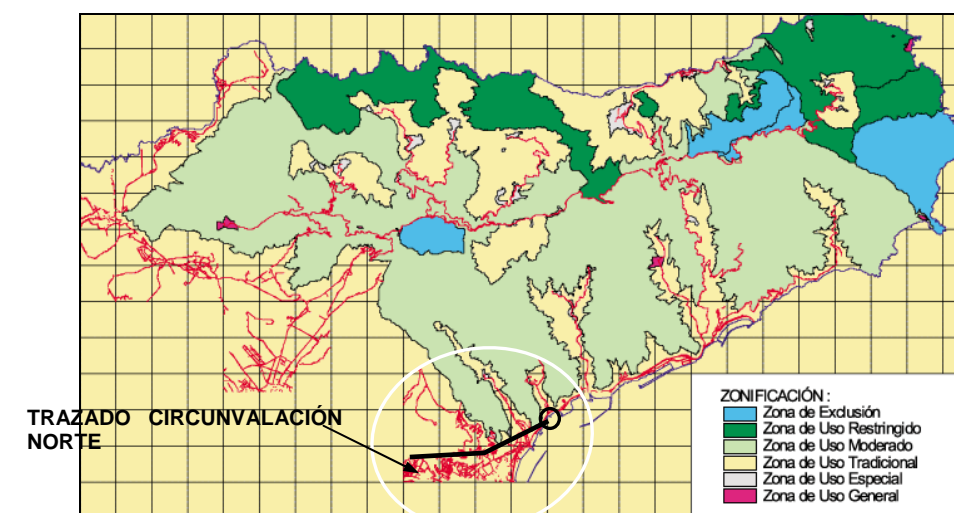 TRAZADO CIRCUNVALACIÓN
NORTE
ZONIFICACIÓN :
Zona de Exclusión
Zona de Uso Restringido
Zona de Uso Moderado
Zona de Uso Tradicional
Zona de Uso Especial
Zona de Uso General